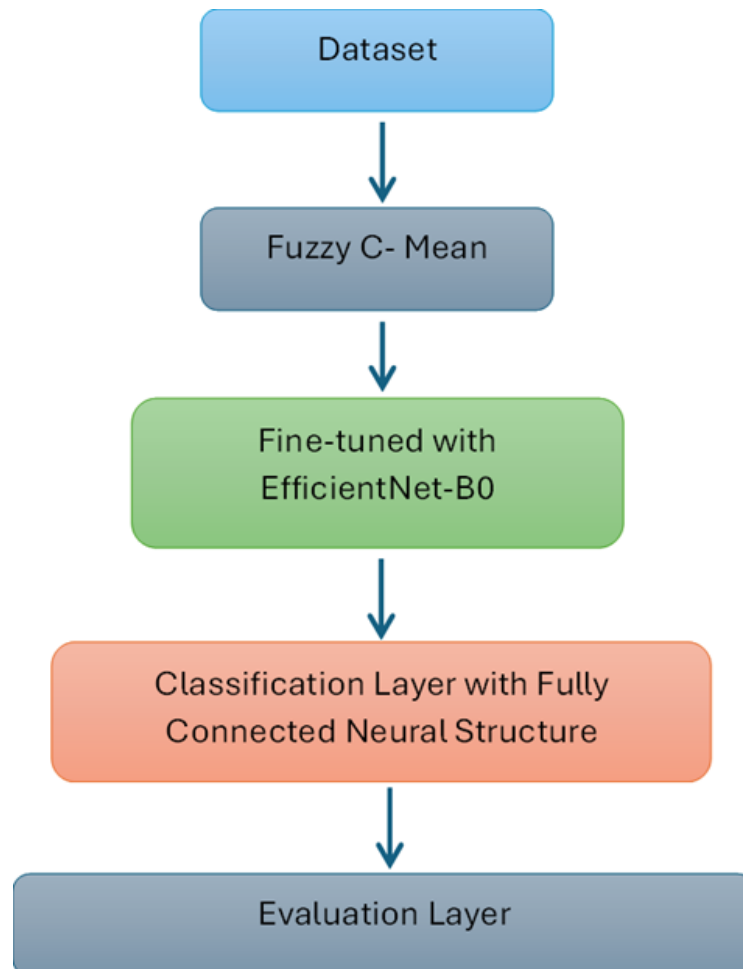 Dataset
Fuzzy C- Mean
Fine-tuned with
EfficientNet-B0
Classification Layer with Fully
Connected Neural Structure
Evaluation Layer